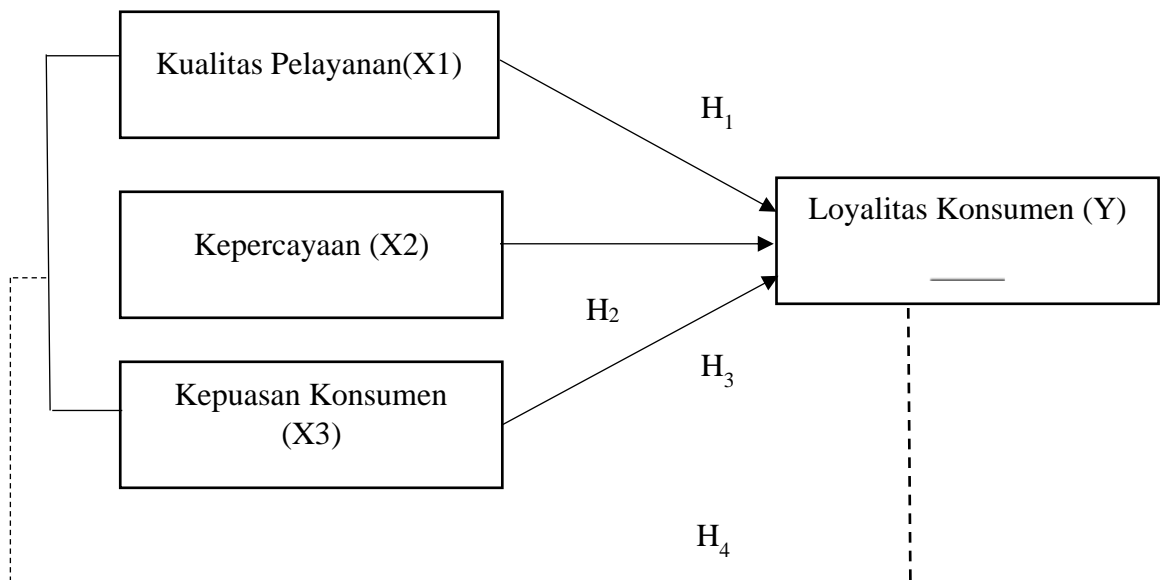 Kualitas Pelayanan(X1)
H₁
Loyalitas Konsumen (Y)
Kepercayaan (X2)
H₂
H₃
Kepuasan Konsumen
(X3)
H₄